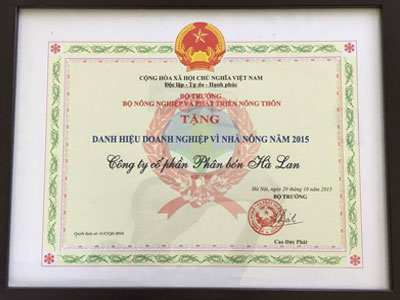 CỘNG HÒA XÃ HỘI CHỦ NGHĨA VIỆT NAM
Độc lập - Tự do - Hạnh phúc
BỘ TRƯỞNG
BỘ NÔNG NGHIỆP VÀ PHÁT TRIỂN NÔNG THÔN
TẶNG
DANH HIỆU DOANH NGHIỆP VÌ NHÀ NÔNG NĂM 2015
Công ty cổ phần Phân bón Hà Lan
Hà Nội, ngày 20 tháng 10 năm 2015
BỘ TRƯỞNG
Cao Đức Phát
Quyết định số: